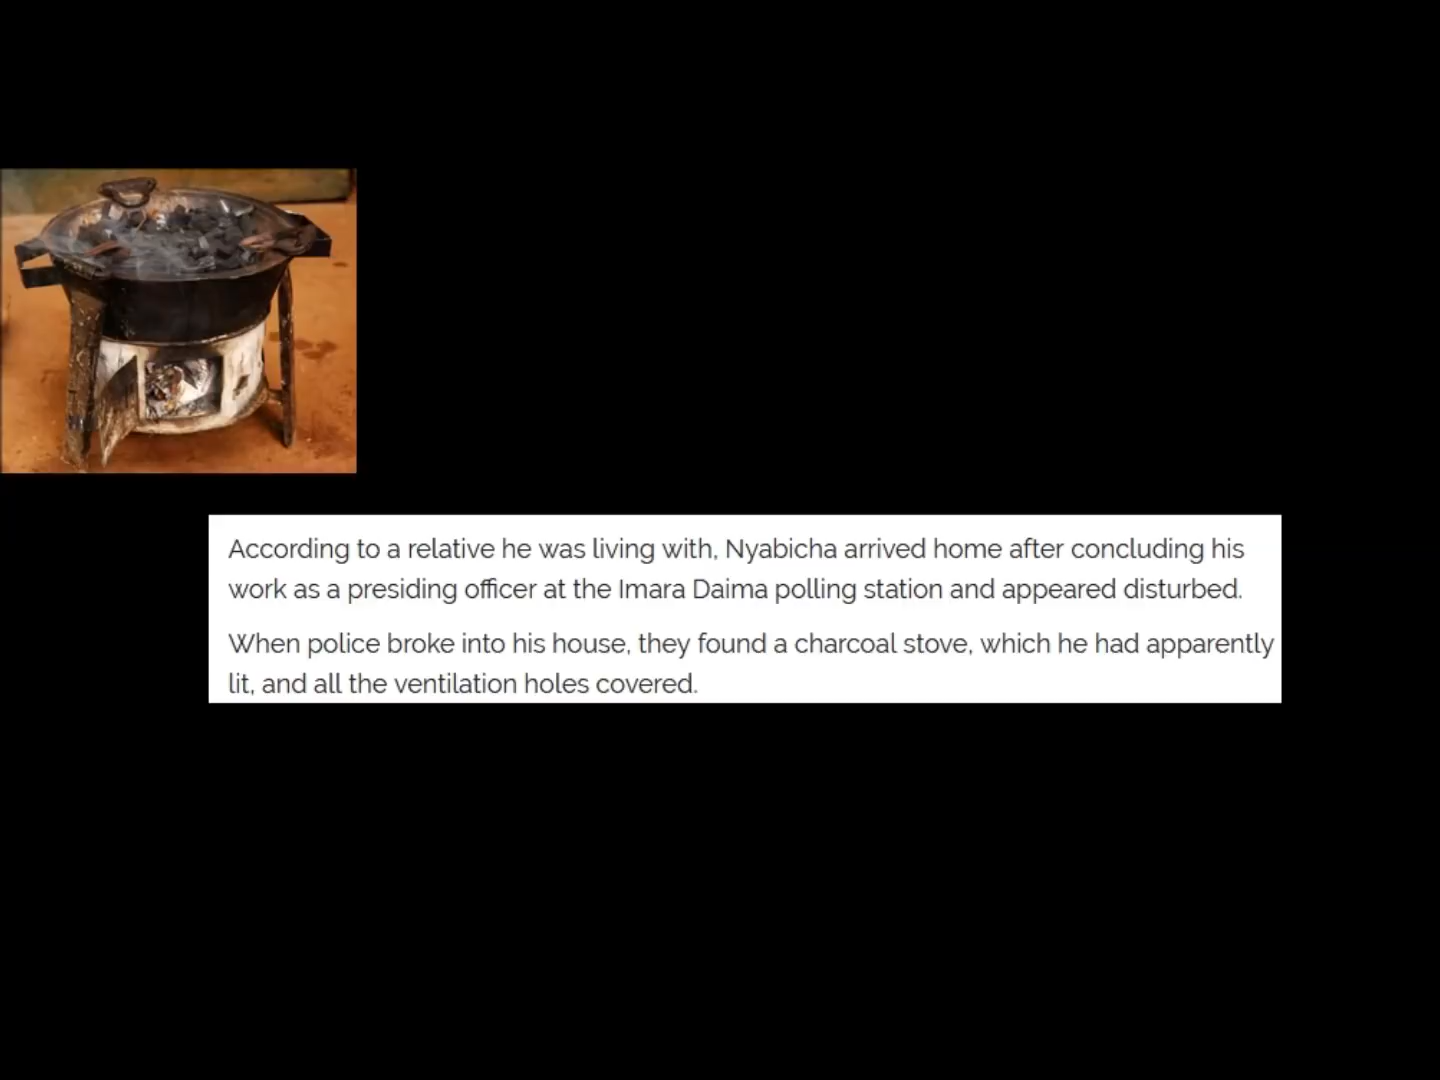 According to a relative he was living with, Nyabicha arrived home after concluding his
work as a presiding officer at the Imara Daima polling station and appeared disturbed.
When police broke into his house, they found a charcoal stove, which he had apparently
lit, and all the ventilation holes covered.